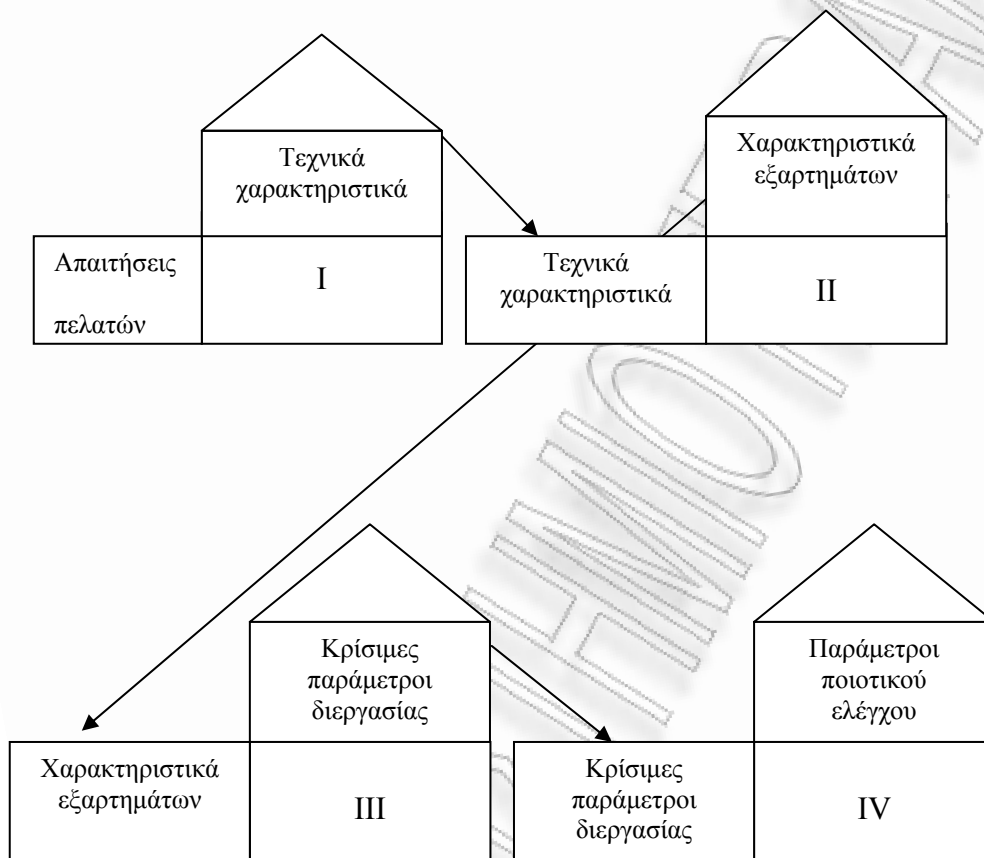 Τεχνικά
χαρακτηριστικά
Χαρακτηριστικά
εξαρτημάτων
Απαιτήσεις
πελατών
I
Τεχνικά
χαρακτηριστικά
II
Κρίσιμες
παράμετροι
διεργασίας
Παράμετροι
ποιοτικού
ελέγχου
Χαρακτηριστικά
εξαρτημάτων
III
Κρίσιμες
παράμετροι
διεργασίας
IV